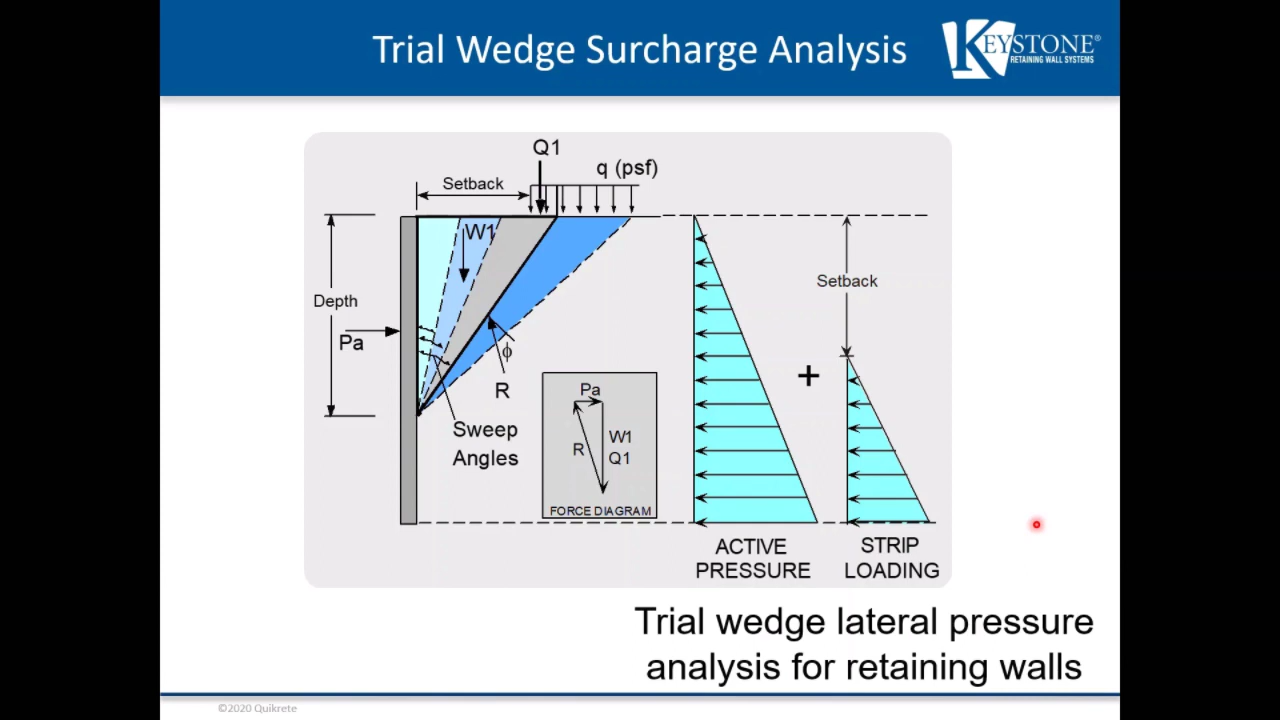 Trial Wedge Surcharge Analysis
KEYSTONE®
RETAINING WALL SYSTEMS
Q1
q (psf)
Setback
W1
Depth
Pa
ϕ
R
Sweep
Angles
Pa
R
W1
Q1
FORCE DIAGRAM
Setback
+
ACTIVE
PRESSURE
STRIP
LOADING
Trial wedge lateral pressure
analysis for retaining walls
©2020 Quikrete